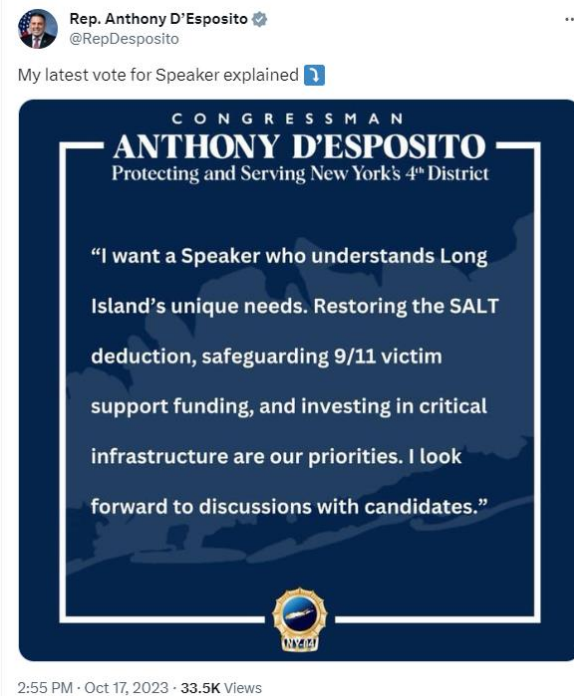 Rep. Anthony D'Esposito
@RepDesposito
My latest vote for Speaker explained
CONGRESSMAN
ANTHONY D'ESPOSITO
Protecting and Serving New York's 4th District
“I want a Speaker who understands Long
Island's unique needs. Restoring the SALT
deduction, safeguarding 9/11 victim
support funding, and investing in critical
infrastructure are our priorities. I look
forward to discussions with candidates.”
NY-04
2:55 PM · Oct 17, 2023 · 33.5K Views